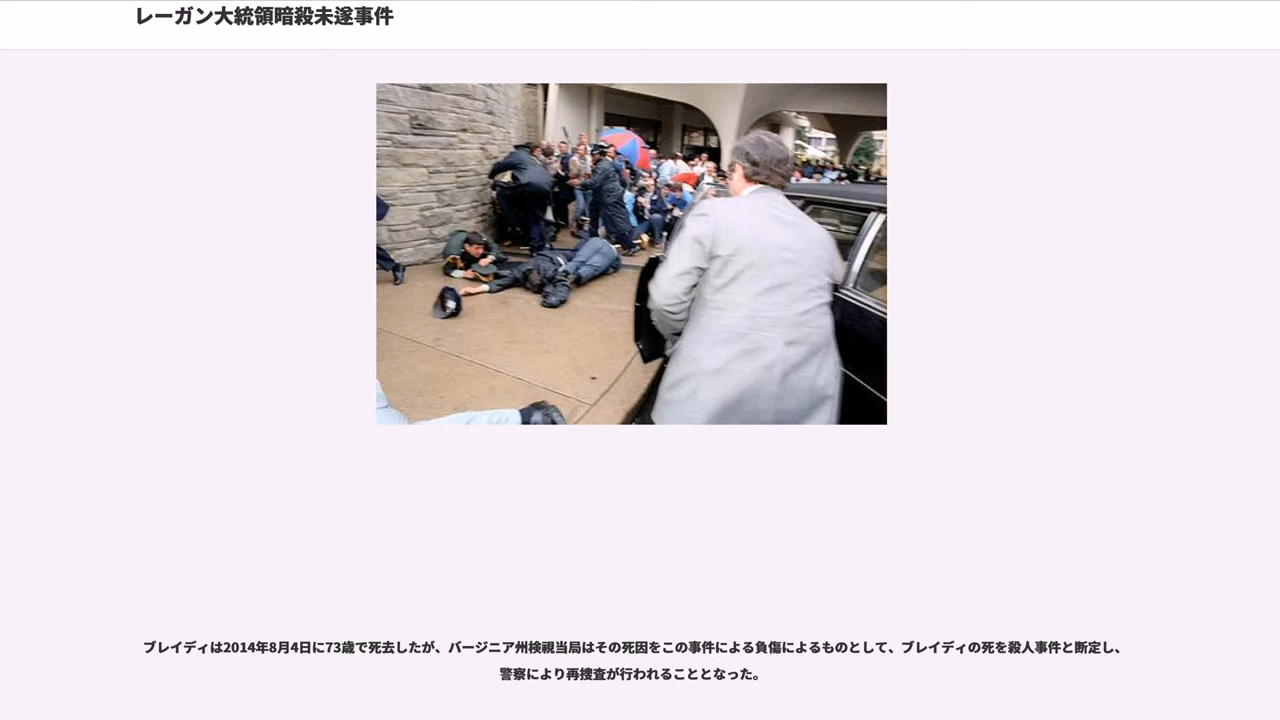 レーガン大統領暗殺未遂事件
ブレイディは2014年8月4日に73歳で死去したが、バージニア州検視当局はその死因をこの事件による負傷によるものとして、ブレイディの死を殺人事件と断定し、
警察により再捜査が行われることとなった。